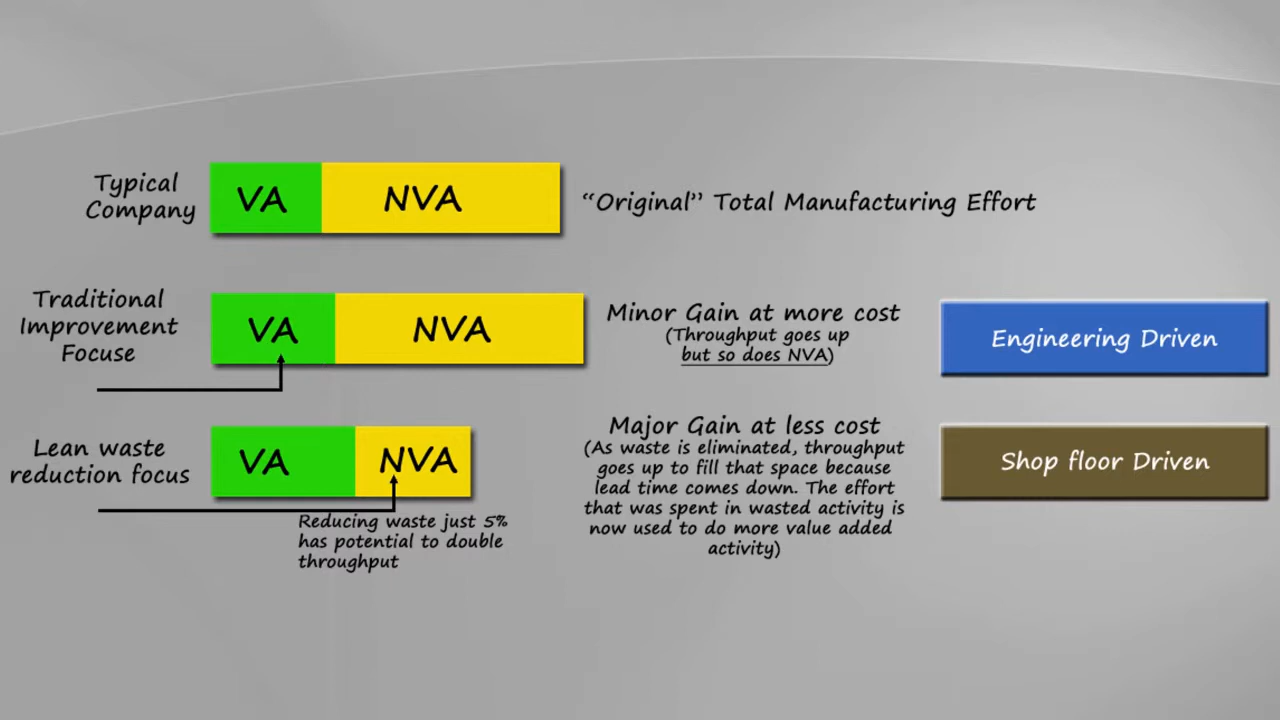 Typical
Company
VA
NVA
“Original” Total Manufacturing Effort
Traditional
Improvement
Focuse
VA
NVA
Minor Gain at more cost
(Throughput goes up
but so does NVA)
Engineering Driven
Lean waste
reduction focus
VA
NVA
Reducing waste just 5%
has potential to double
throughput
Major Gain at less cost
(As waste is eliminated, throughput
goes up to fill that space because
lead time comes down. The effort
that was spent in wasted activity is
now used to do more value added
activity)
Shop floor Driven